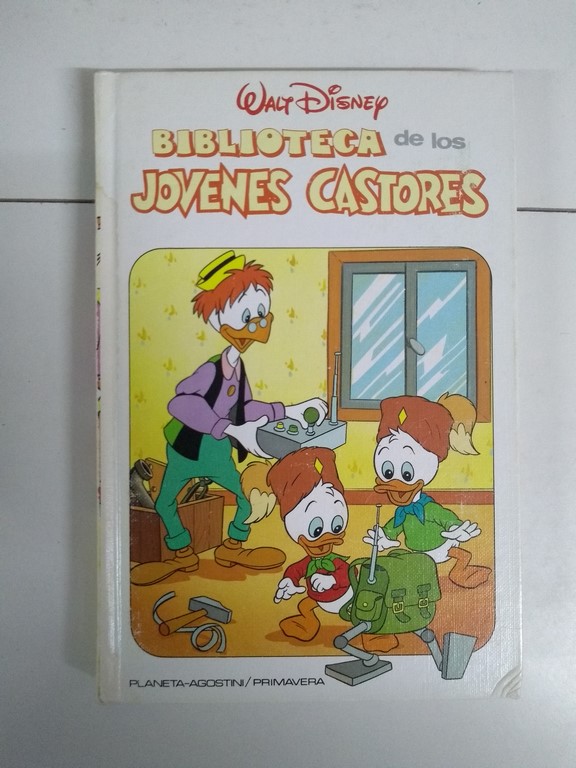 WALT DISNEY
BIBLIOTECA de los
JOVENES CASTORES
PLANETA-AGOSTINI/PRIMAVERA